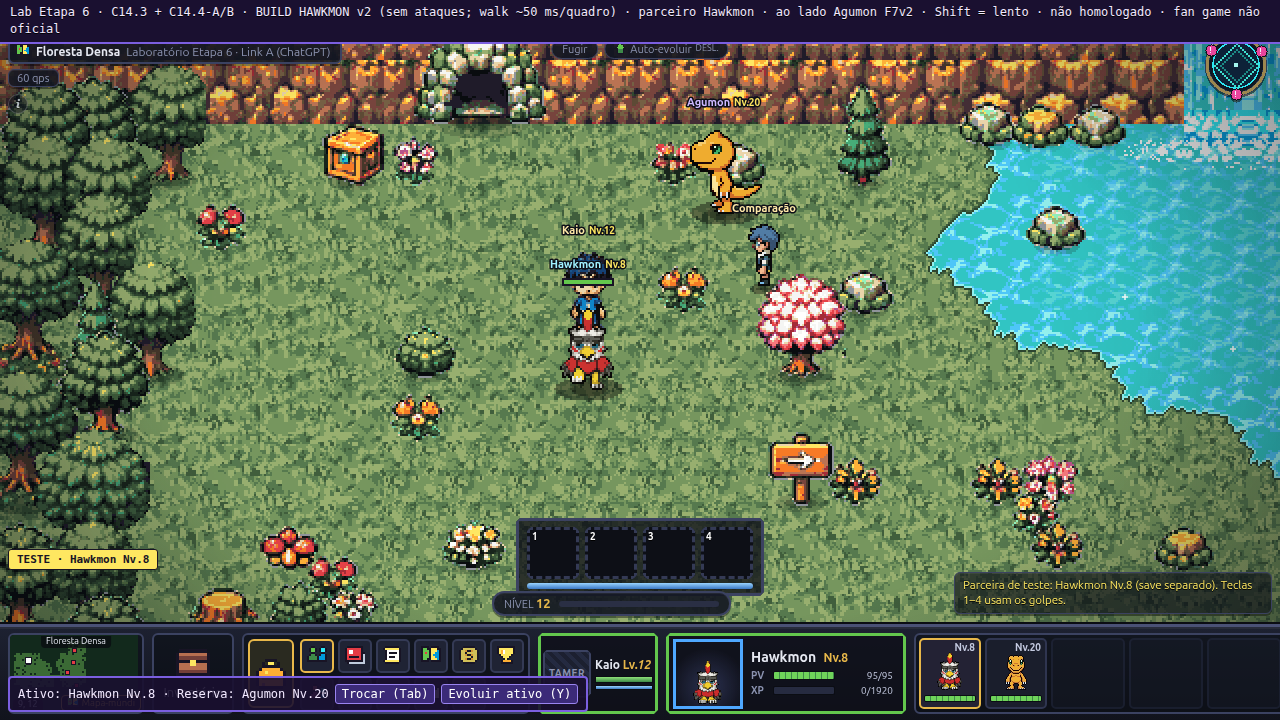 Lab Etapa 6 · C14.3 + C14.4-A/B · BUILD HAWKMON v2 (sem ataques; walk ~50 ms/quadro) · parceiro Hawkmon · ao lado Agumon F7v2 · Shift = lento · não homologado · fan game não
oficial
Floresta Densa Laboratório Etapa 6 · Link A (ChatGPT)
Fugir
Auto-evoluir DESL.
60 qps
i
Agumon Nv.20
Comparação
Kaio Nv.12
Hawkmon Nv.8
TESTE · Hawkmon Nv.8
1 2 3 4
NÍVEL 12
Parceira de teste: Hawkmon Nv.8 (save separado). Teclas
1–4 usam os golpes.
Floresta Densa
TAMER
Kaio Lv.12
Hawkmon Nv.8
PV 95/95
XP 0/1920
Nv.8
Nv.20
Ativo: Hawkmon Nv.8 · Reserva: Agumon Nv.20 Trocar (Tab) Evoluir ativo (Y)